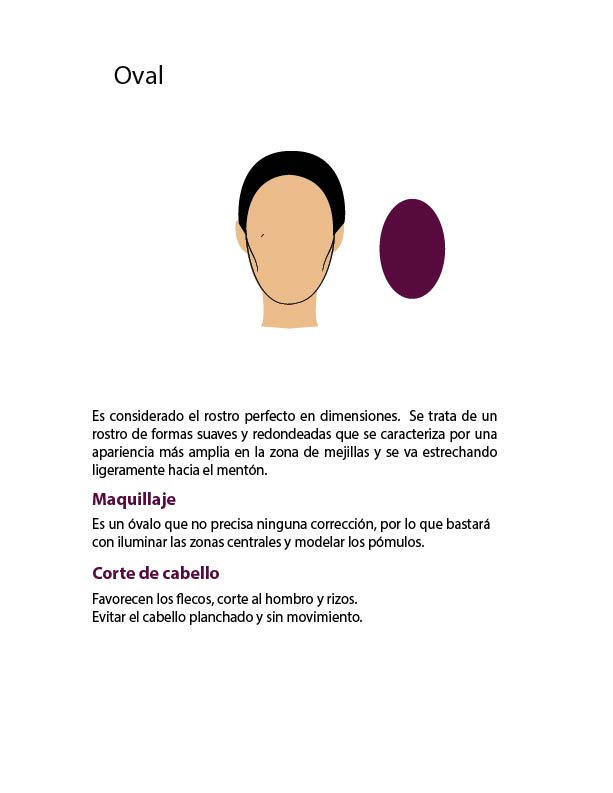 Oval
Es considerado el rostro perfecto en dimensiones. Se trata de un
rostro de formas suaves y redondeadas que se caracteriza por una
apariencia más amplia en la zona de mejillas y se va estrechando
ligeramente hacia el mentón.
Maquillaje
Es un óvalo que no precisa ninguna corrección, por lo que bastará
con iluminar las zonas centrales y modelar los pómulos.
Corte de cabello
Favorecen los flecos, corte al hombro y rizos.
Evitar el cabello planchado y sin movimiento.